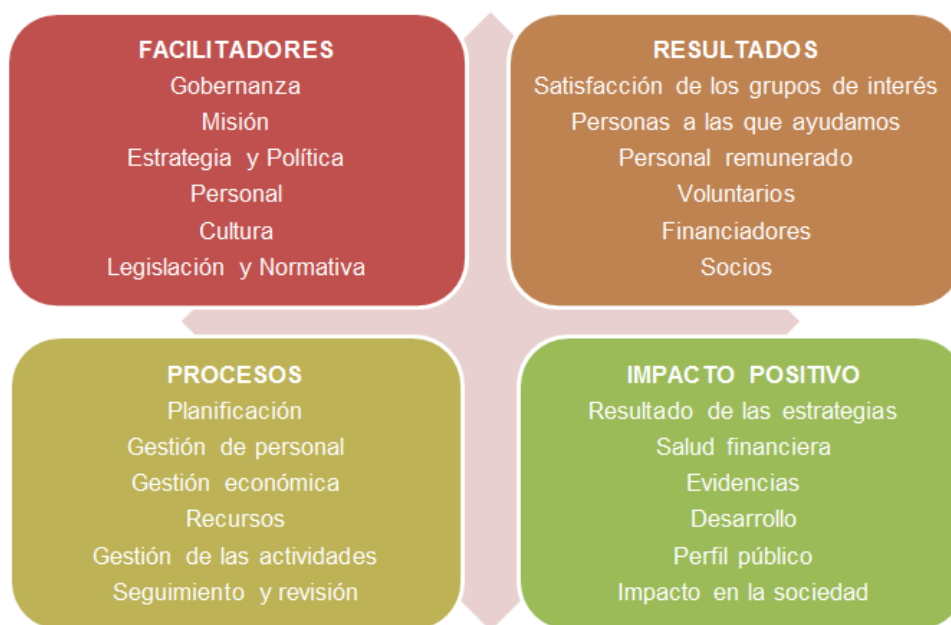 FACILITADORES
Gobernanza
Misión
Estrategia y Política
Personal
Cultura
Legislación y Normativa
RESULTADOS
Satisfacción de los grupos de interés
Personas a las que ayudamos
Personal remunerado
Voluntarios
Financiadores
Socios
PROCESOS
Planificación
Gestión de personal
Gestión económica
Recursos
Gestión de las actividades
Seguimiento y revisión
IMPACTO POSITIVO
Resultado de las estrategias
Salud financiera
Evidencias
Desarrollo
Perfil público
Impacto en la sociedad